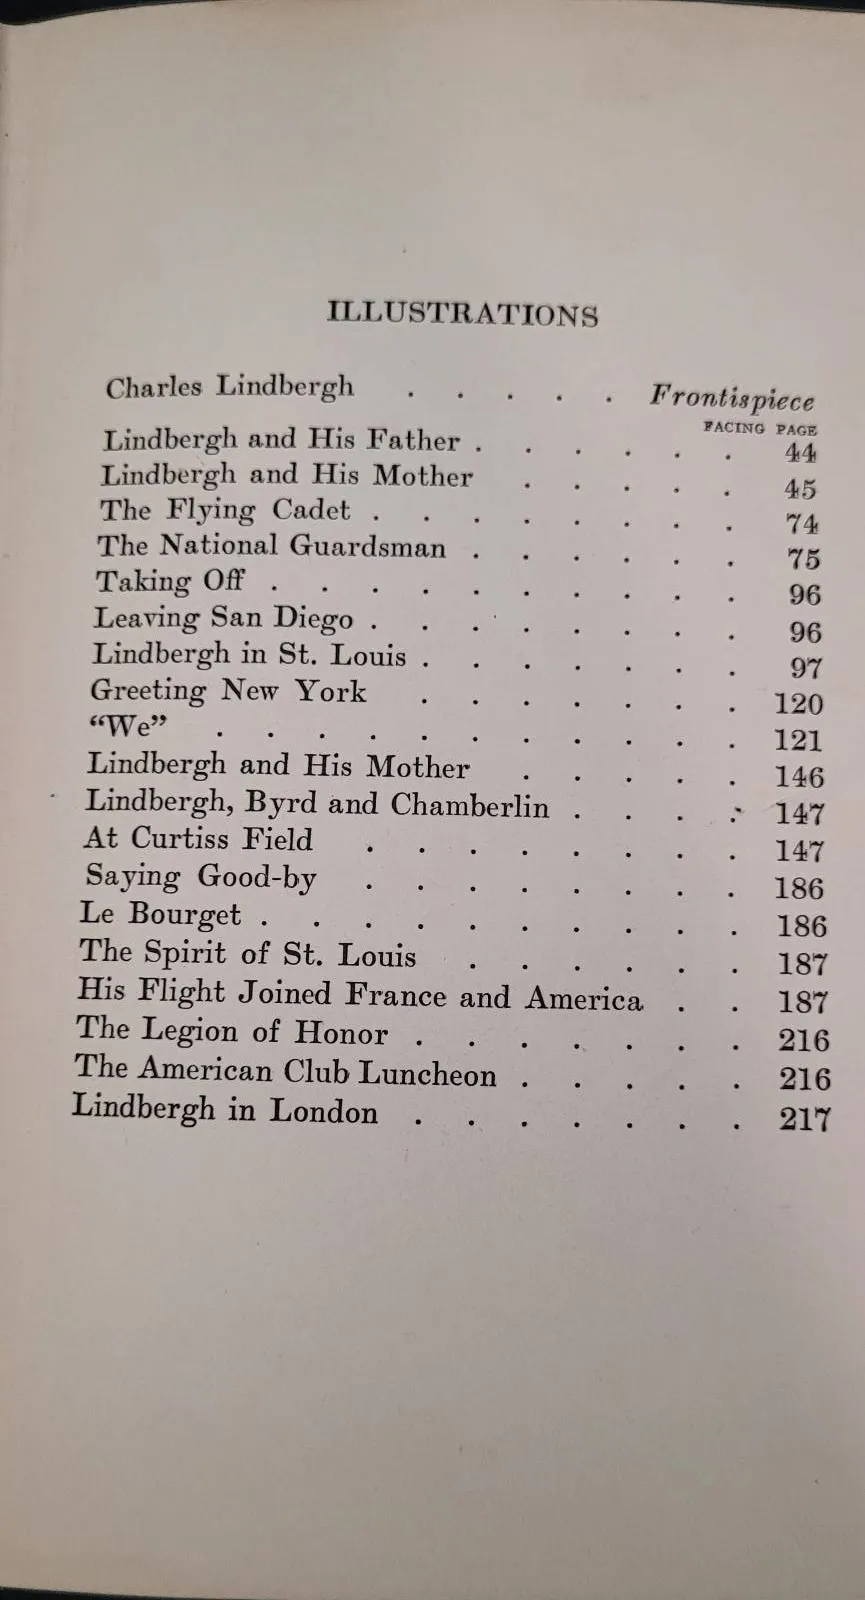 ILLUSTRATIONS
Charles Lindbergh . . . . . Frontispiece
FACING PAGE
Lindbergh and His Father . . . . . . 44
Lindbergh and His Mother . . . . . 45
The Flying Cadet . . . . . . . . 74
The National Guardsman . . . . . . 75
Taking Off . . . . . . . . . . 96
Leaving San Diego . . . . . . . . 96
Lindbergh in St. Louis . . . . . . . 97
Greeting New York . . . . . . . 120
“We” . . . . . . . . . . . 121
Lindbergh and His Mother . . . . . 146
Lindbergh, Byrd and Chamberlin . . . . 147
At Curtiss Field . . . . . . . . 147
Saying Good-by . . . . . . . . 186
Le Bourget . . . . . . . . . . 186
The Spirit of St. Louis . . . . . . 187
His Flight Joined France and America . . 187
The Legion of Honor . . . . . . . 216
The American Club Luncheon . . . . . 216
Lindbergh in London . . . . . . . 217